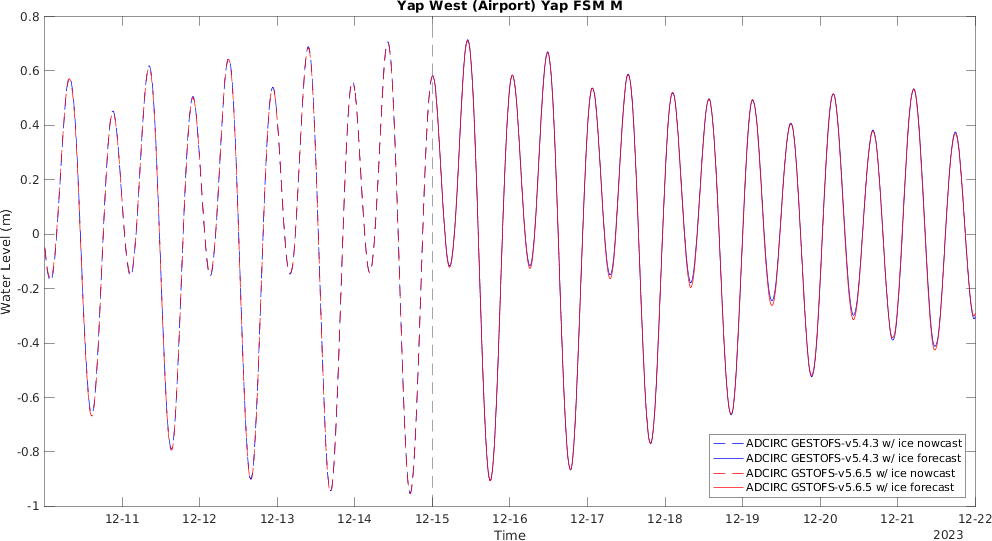 Yap West (Airport) Yap FSM M
0.8
0.6
0.4
0.2
0
-0.2
-0.4
-0.6
-0.8
-1
Water Level (m)
ADCIRC GESTOFS-v5.4.3 w/ ice nowcast
ADCIRC GESTOFS-v5.4.3 w/ ice forecast
ADCIRC GSTOFS-v5.6.5 w/ ice nowcast
ADCIRC GSTOFS-v5.6.5 w/ ice forecast
12-11 12-12 12-13 12-14 12-15 12-16 12-17 12-18 12-19 12-20 12-21 12-22
Time
2023